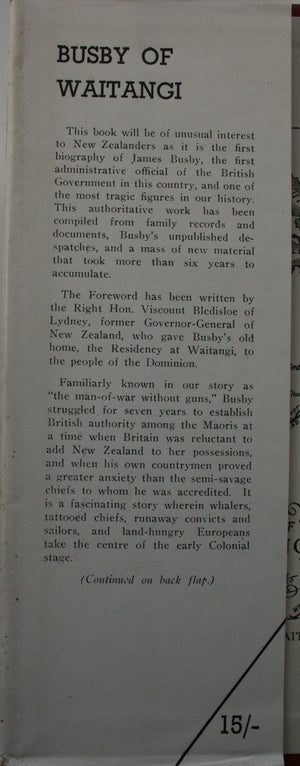 BUSBY OF
WAITANGI
This book will be of unusual interest
to New Zealanders as it is the first
biography of James Busby, the first
administrative official of the British
Government in this country, and one of
the most tragic figures in our history.
This authoritative work has been
compiled from family records and
documents, Busby's unpublished de-
spatches, and a mass of new material
that took more than six years to
accumulate.
The Foreword has been written by
the Right Hon. Viscount Bledisloe of
Lydney, former Governor-General of
New Zealand, who gave Busby's old
home, the Residency at Waitangi, to
the people of the Dominion.
Familiarly known in our story as
"the man-of-war without guns," Busby
struggled for seven years to establish
British authority among the Maoris at
a time when Britain was reluctant to
add New Zealand to her possessions,
and when his own countrymen proved
a greater anxiety than the semi-savage
chiefs to whom he was accredited. It
is a fascinating story wherein whalers,
tattooed chiefs, runaway convicts and
sailors, and land-hungry Europeans
take the centre of the early Colonial
stage.
(Continued on back flap.)
15/-